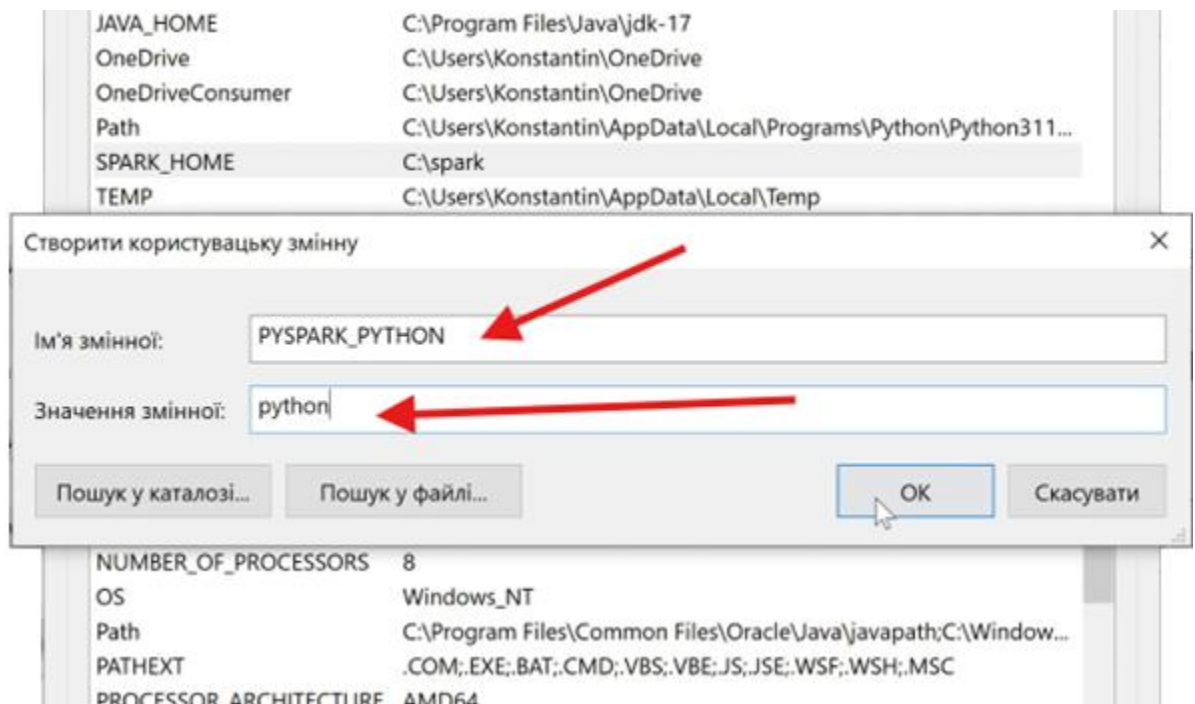 JAVA_HOME C:\Program Files\Java\jdk-17
OneDrive C:\Users\Konstantin\OneDrive
OneDriveConsumer C:\Users\Konstantin\OneDrive
Path C:\Users\Konstantin\AppData\Local\Programs\Python\Python311...
SPARK_HOME C:\spark
TEMP C:\Users\Konstantin\AppData\Local\Temp
Створити користувацьку змінну
Ім'я змінної: PYSPARK_PYTHON
Значення змінної: python
Пошук у каталозі... Пошук у файлі... OK Скасувати
NUMBER_OF_PROCESSORS 8
OS Windows_NT
Path C:\Program Files\Common Files\Oracle\Java\javapath;C:\Window...
PATHEXT .COM;.EXE;.BAT;.CMD;.VBS;.VBE;.JS;.JSE;.WSF;.WSH;.MSC
PROCESSOR_ARCHITECTURE AMD64